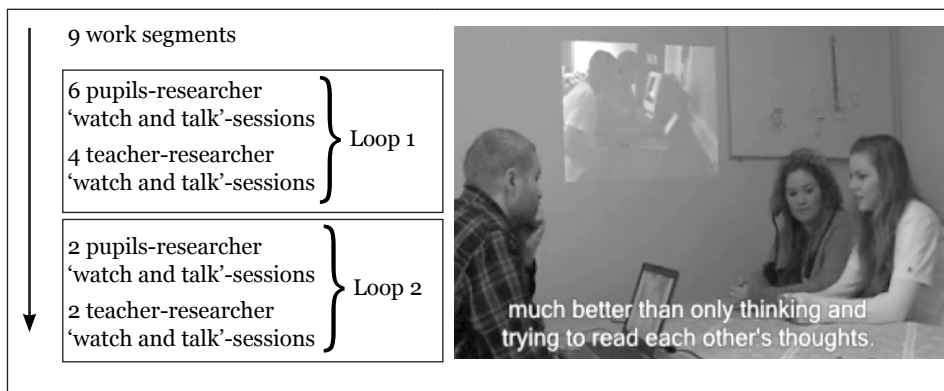 9 work segments
6 pupils-researcher
‘watch and talk’-sessions
4 teacher-researcher
‘watch and talk’-sessions
Loop 1
2 pupils-researcher
‘watch and talk’-sessions
2 teacher-researcher
‘watch and talk’-sessions
Loop 2
much better than only thinking and
trying to read each other's thoughts.